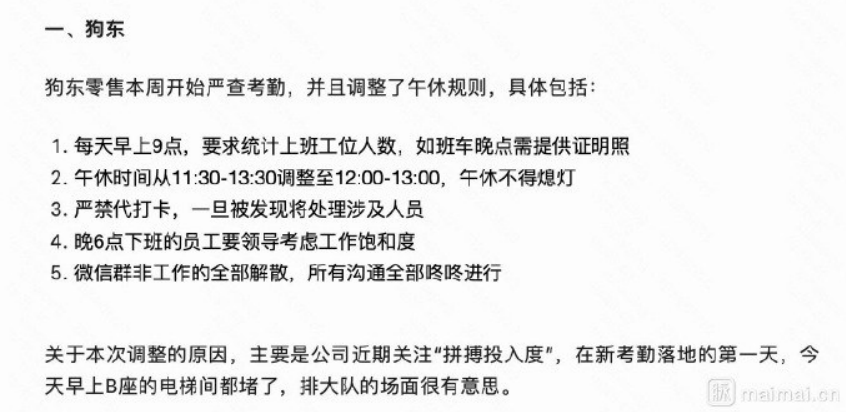 一、狗东
狗东零售本周开始严查考勤，并且调整了午休规则，具体包括：
1. 每天早上9点，要求统计上班工位人数，如班车晚点需提供证明照
2. 午休时间从11:30-13:30调整至12:00-13:00，午休不得熄灯
3. 严禁代打卡，一旦被发现将处理涉及人员
4. 晚6点下班的员工要领导考虑工作饱和度
5. 微信群非工作的全部解散，所有沟通全部咚咚进行
关于本次调整的原因，主要是公司近期关注“拼搏投入度”，在新考勤落地的第一天，今
天早上B座的电梯间都堵了，排大队的场面很有意思。
脉 maimai.cn